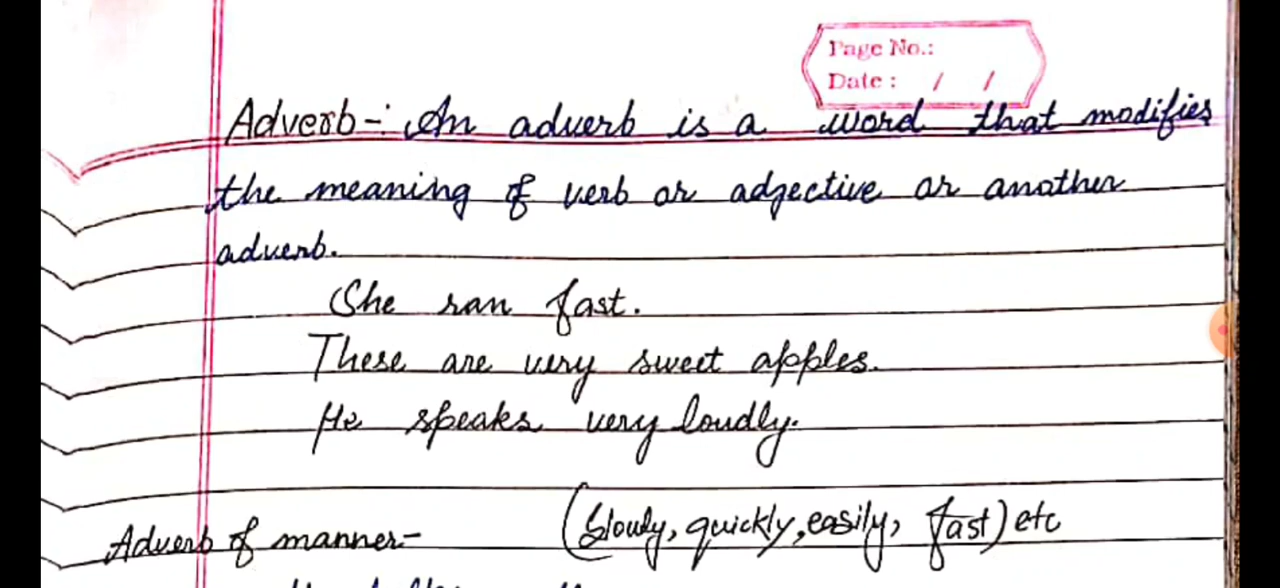 Page No.:
Date : / /
Adverb-: An adverb is a word that modifies
the meaning of verb or adjective or another
adverb.
She ran fast.
These are very sweet apples.
He speaks very loudly.
Adverb of manner- (Slowly, quickly, easily, fast) etc